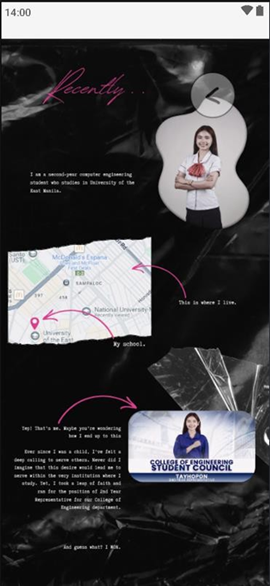 14:00
Recently..
I am a second-year computer engineering
student who studies in University of the
East Manila.
McDonald's España
SAMPALOC
National University
University
of the East
This is where I live.
My school.
Yep! That's me. Maybe you're wondering
how I end up to this
Ever since I was a child, I've felt a
deep calling to serve others. Never did I
imagine that this desire would lead me to
serve within the very institution where I
study. Yet, I took a leap of faith and
ran for the position of 2nd Year
Representative for our College of
Engineering department.
COLLEGE OF ENGINEERING
STUDENT COUNCIL
TAYHOPON
And guess what? I WON.